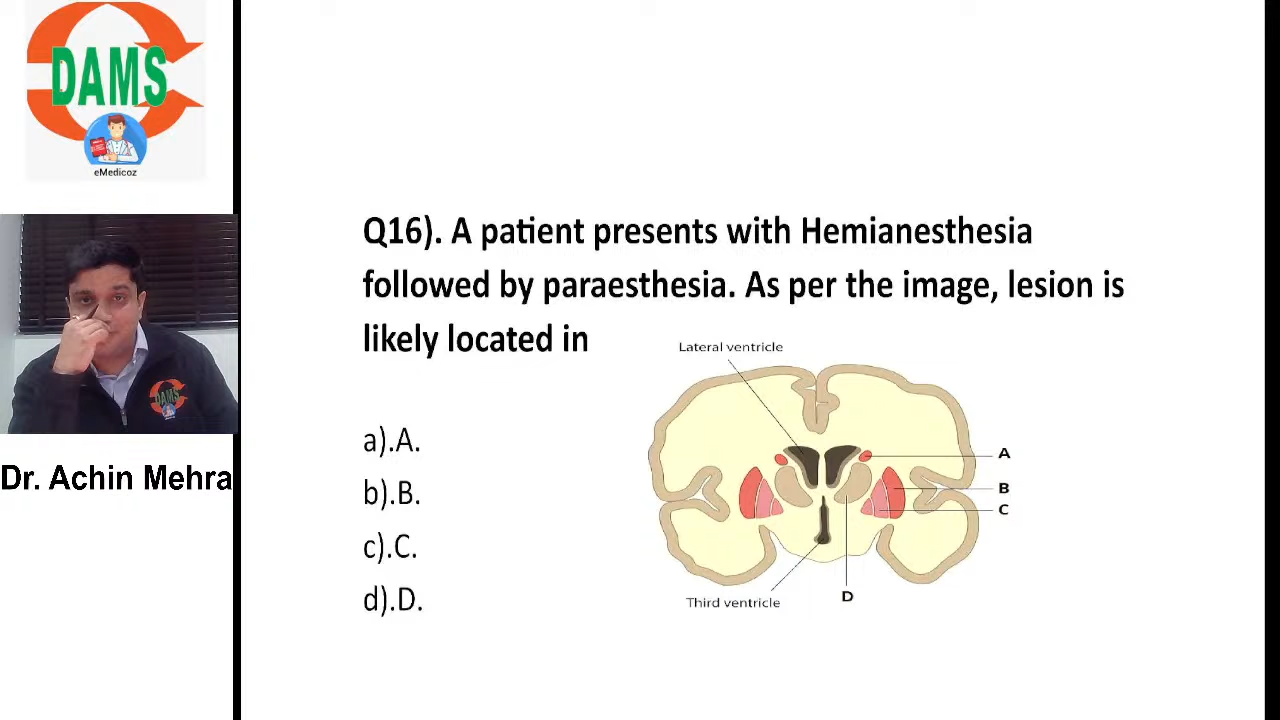 DAMS
eMedicoz
DAMS
Dr. Achin Mehra
Q16). A patient presents with Hemianesthesia
followed by paraesthesia. As per the image, lesion is
likely located in
a).A.
b).B.
c).C.
d).D.
Lateral ventricle
A
B
C
D
Third ventricle